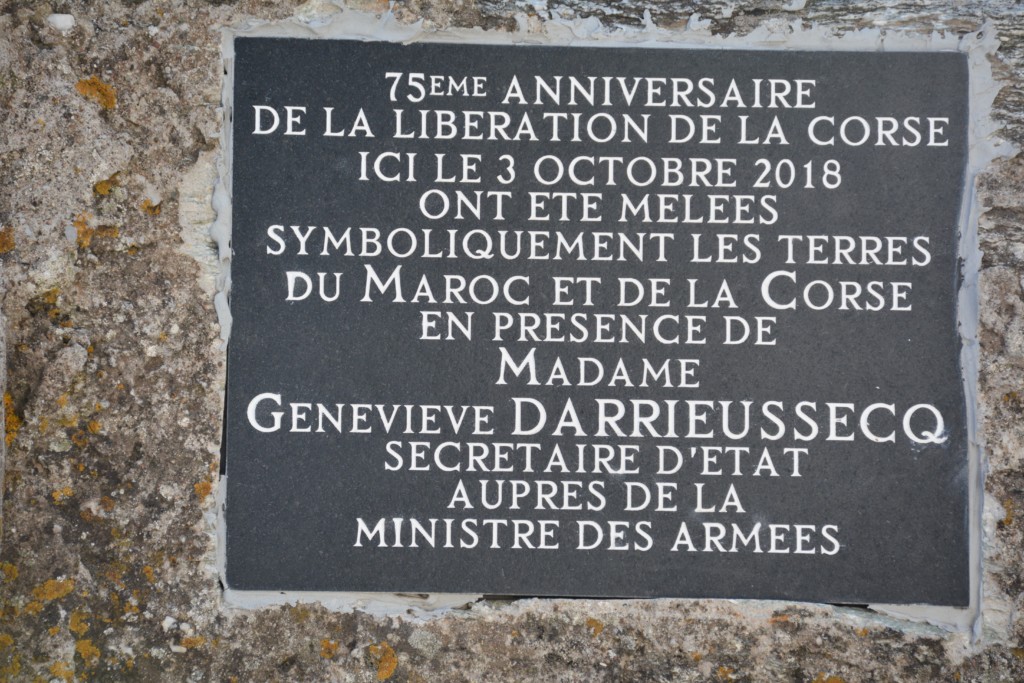 75EME ANNIVERSAIRE
DE LA LIBERATION DE LA CORSE
ICI LE 3 OCTOBRE 2018
ONT ETE MELEES
SYMBOLIQUEMENT LES TERRES
DU MAROC ET DE LA CORSE
EN PRESENCE DE
MADAME
GENEVIEVE DARRIEUSSECQ
SECRETAIRE D'ETAT
AUPRES DE LA
MINISTRE DES ARMEES